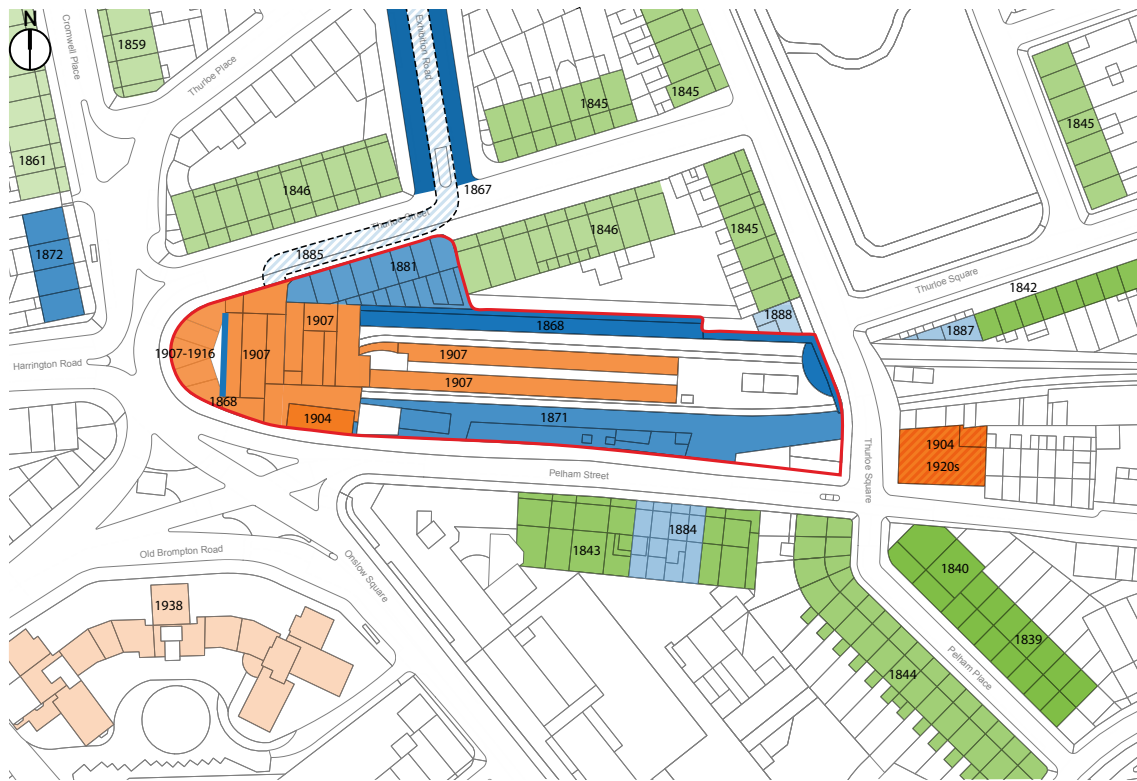 N
Cromwell Place
1859
Thurloe Place
Exhibition Road
1845
1845
1845
1861
1846
1867
Thurloe Street
1846
1845
1872
1885
1881
Thurloe Square
1842
1888
1887
1868
1907
1907-1916
1907
1907
1907
Harrington Road
1868
1904
1871
Thurloe Square
1904
1920s
Pelham Street
1884
1843
Old Brompton Road
Onslow Square
1840
1938
1839
1844
Pelham Place